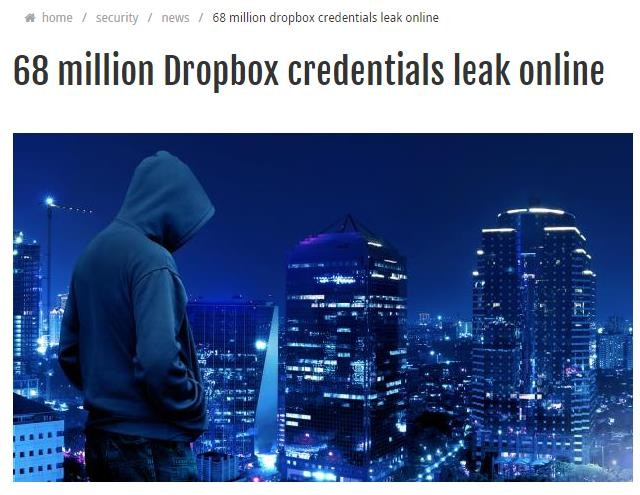 home / security / news / 68 million dropbox credentials leak online
68 million Dropbox credentials leak online